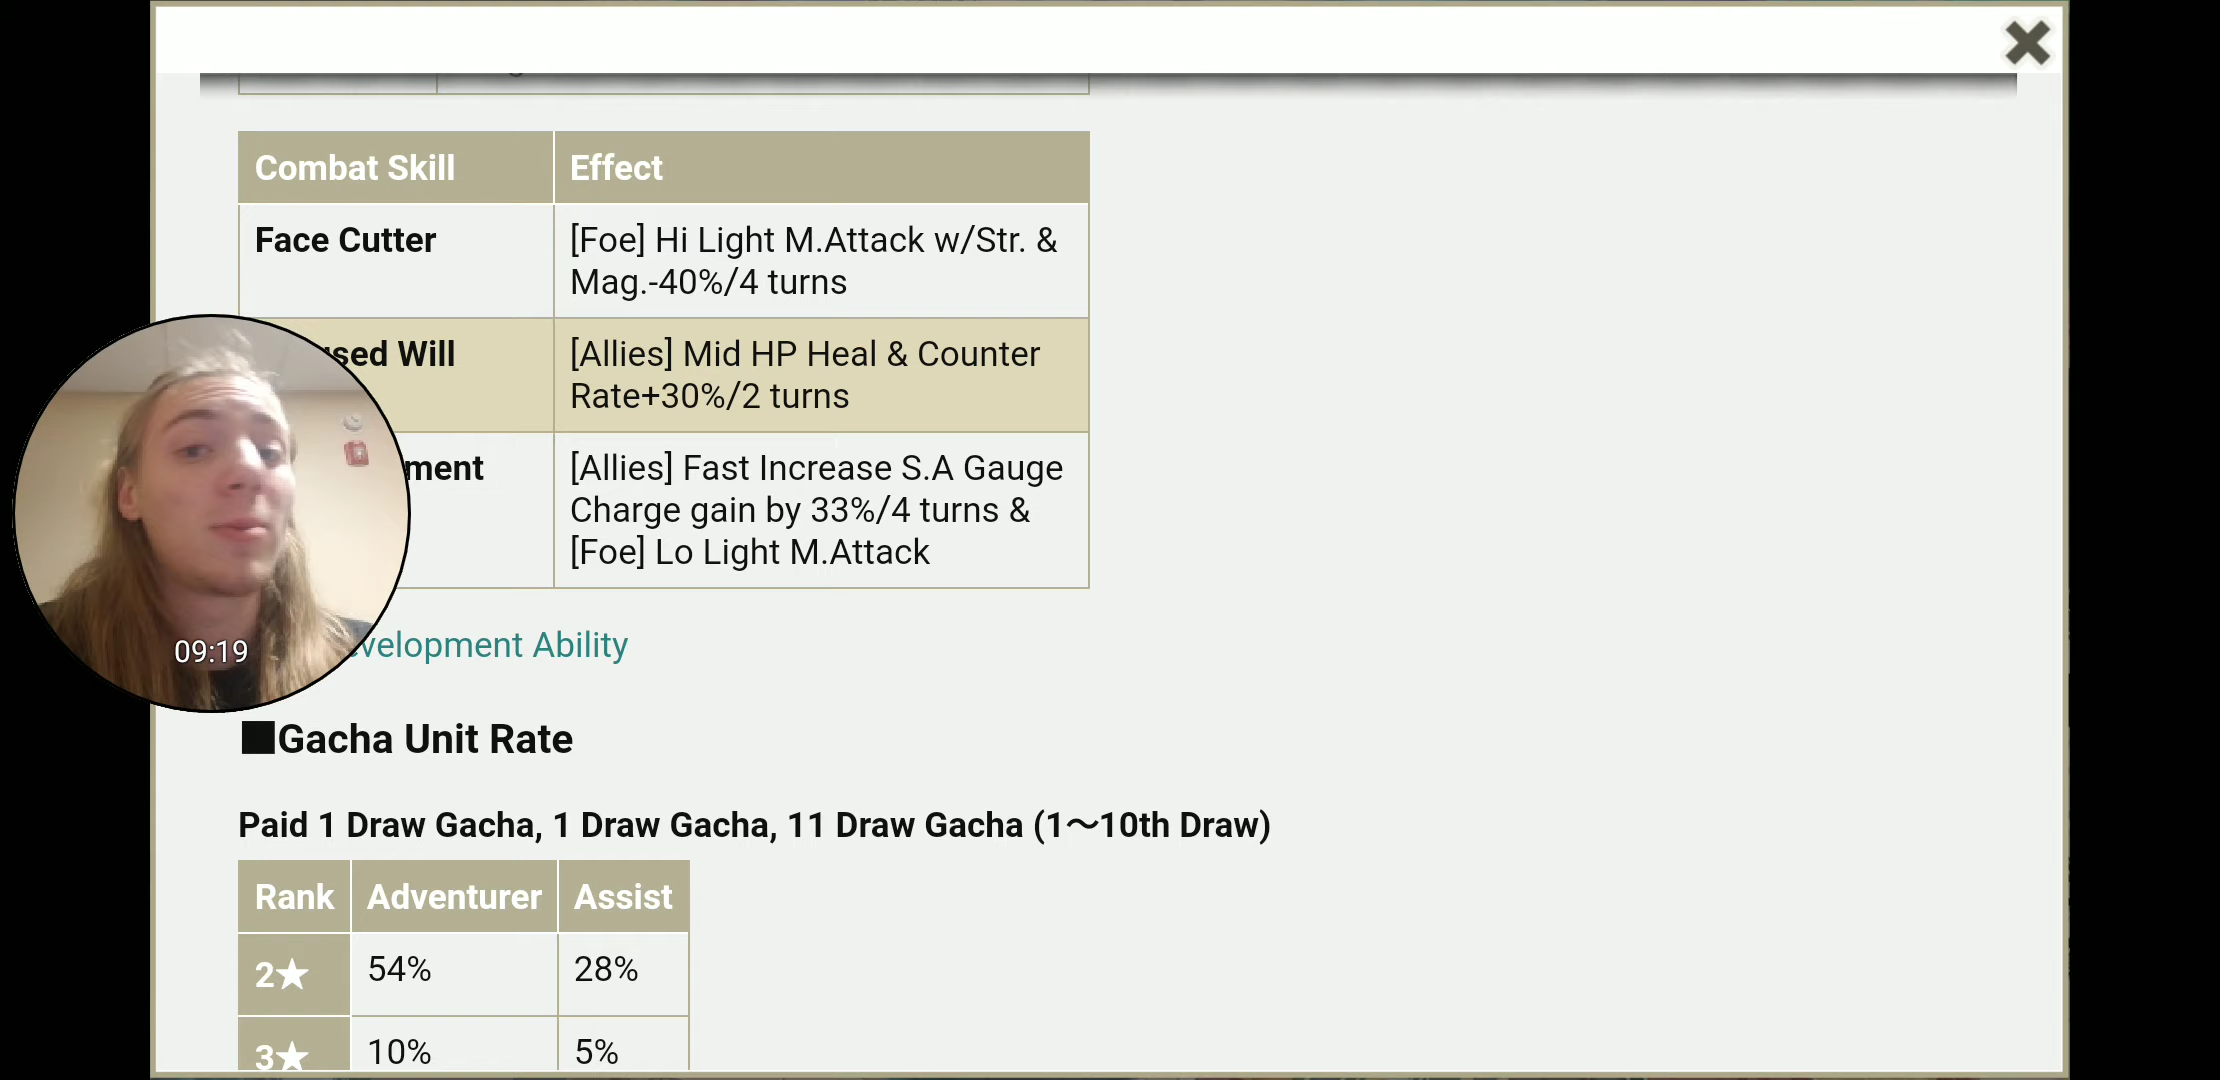 Combat Skill Effect
Face Cutter [Foe] Hi Light M.Attack w/Str. &
Mag.-40%/4 turns
Will [Allies] Mid HP Heal & Counter
Rate+30%/2 turns
[Allies] Fast Increase S.A Gauge
Charge gain by 33%/4 turns &
[Foe] Lo Light M.Attack
09:19
Ability
■Gacha Unit Rate
Paid 1 Draw Gacha, 1 Draw Gacha, 11 Draw Gacha (1〜10th Draw)
Rank Adventurer Assist
2★ 54% 28%
3★ 10% 5%